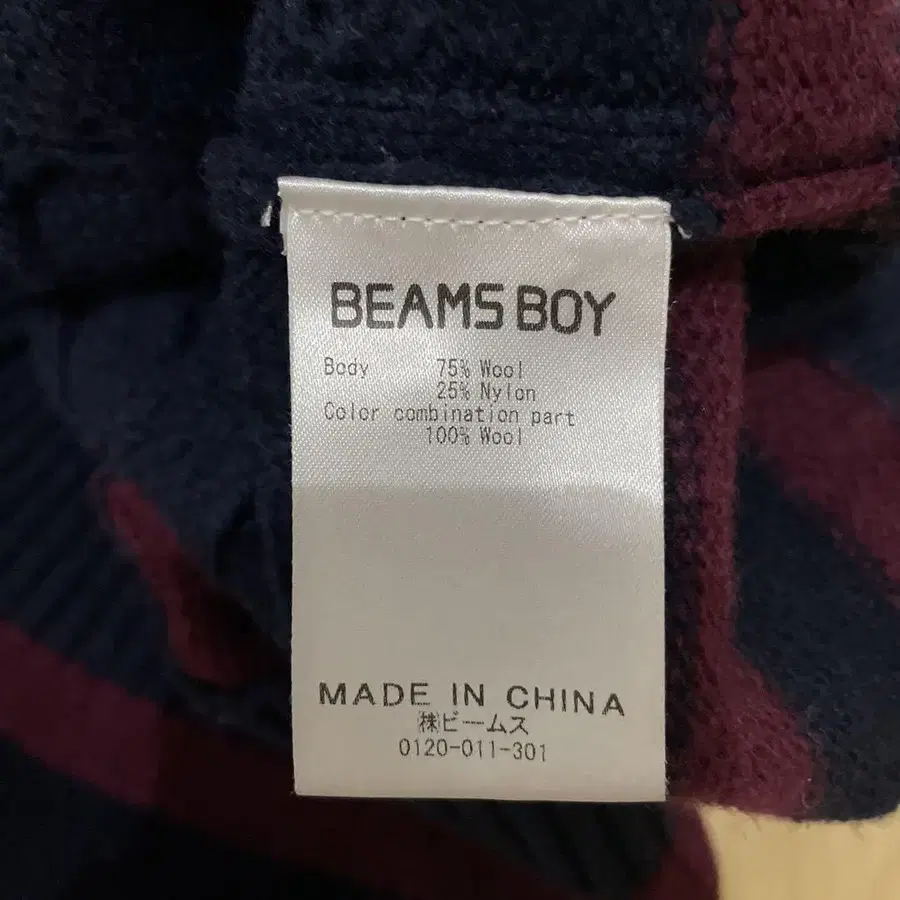 BEAMS BOY
Body 75% Wool
25% Nylon
Color combination part
100% Wool
MADE IN CHINA
㈱ビームス
0120-011-301